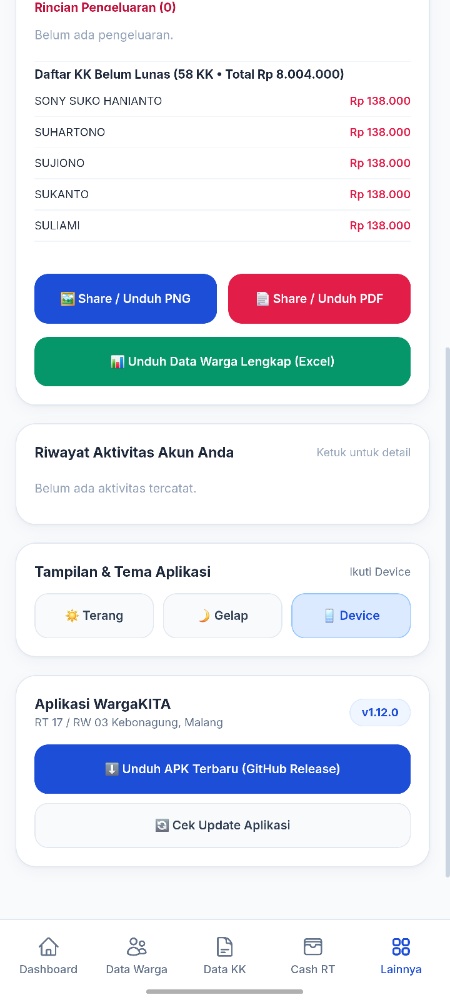 Rincian Pengeluaran (0)
Belum ada pengeluaran.
Daftar KK Belum Lunas (58 KK • Total Rp 8.004.000)
SONY SUKO HANIANTO Rp 138.000
SUHARTONO Rp 138.000
SUJIONO Rp 138.000
SUKANTO Rp 138.000
SULIAMI Rp 138.000
Share / Unduh PNG
Share / Unduh PDF
Unduh Data Warga Lengkap (Excel)
Riwayat Aktivitas Akun Anda Ketuk untuk detail
Belum ada aktivitas tercatat.
Tampilan & Tema Aplikasi Ikuti Device
Terang
Gelap
Device
Aplikasi WargaKITA
RT 17 / RW 03 Kebonagung, Malang
v1.12.0
Unduh APK Terbaru (GitHub Release)
Cek Update Aplikasi
Dashboard Data Warga Data KK Cash RT Lainnya